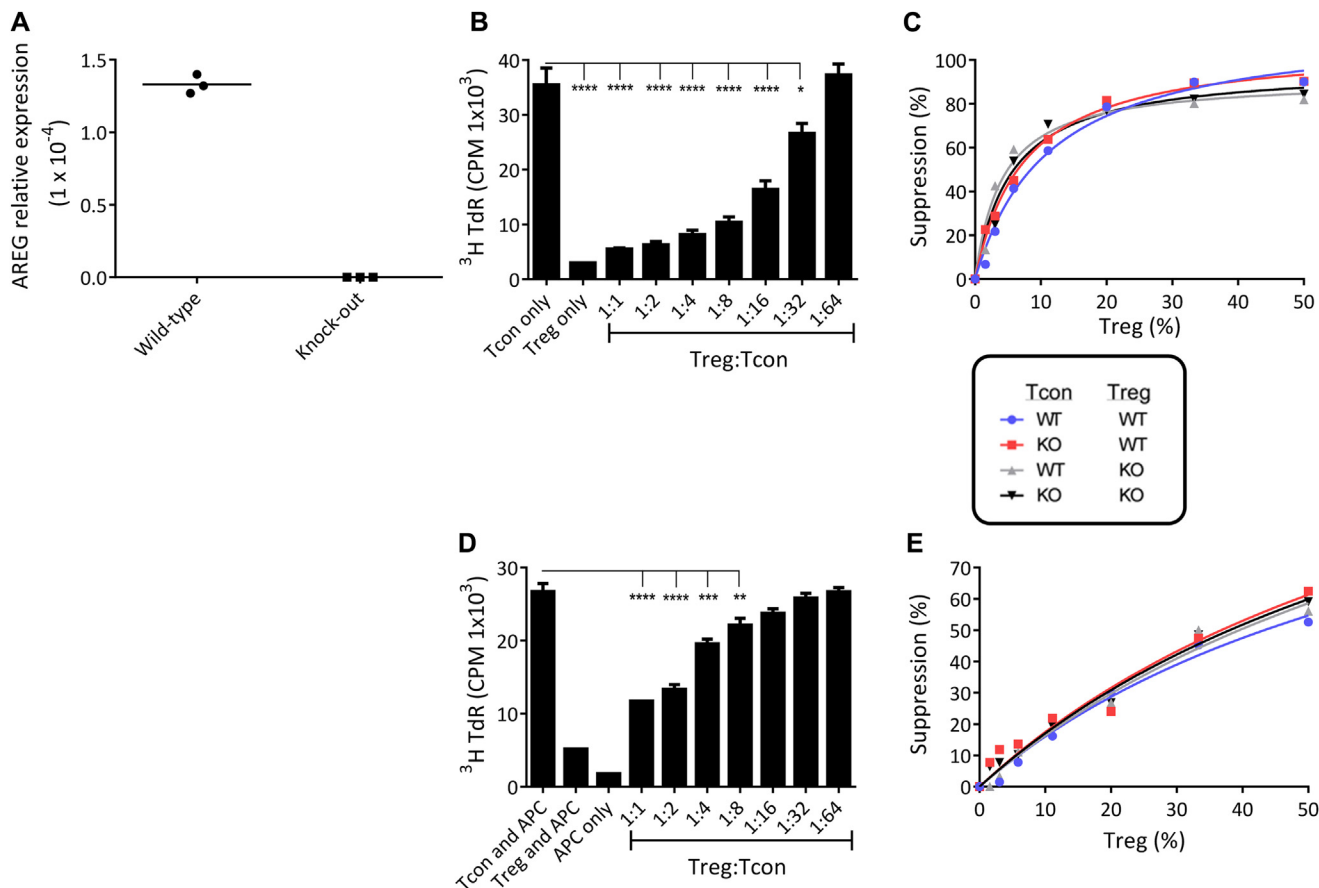 A
AREG relative expression
(1 x 10⁻⁴)
1.5
1.0
0.5
0.0
Wild-type
Knock-out
B
³H TdR (CPM 1x10³)
40
30
20
10
0
**** **** **** **** **** **** *
Tcon only
Treg only
1:1
1:2
1:4
1:8
1:16
1:32
1:64
Treg:Tcon
C
Suppression (%)
100
80
60
40
20
0
0 10 20 30 40 50
Treg (%)
Tcon Treg
WT WT
KO WT
WT KO
KO KO
D
³H TdR (CPM 1x10³)
30
20
10
0
**** **** *** **
Tcon and APC
Treg and APC
APC only
1:1
1:2
1:4
1:8
1:16
1:32
1:64
Treg:Tcon
E
Suppression (%)
70
60
50
40
30
20
10
0
0 10 20 30 40 50
Treg (%)